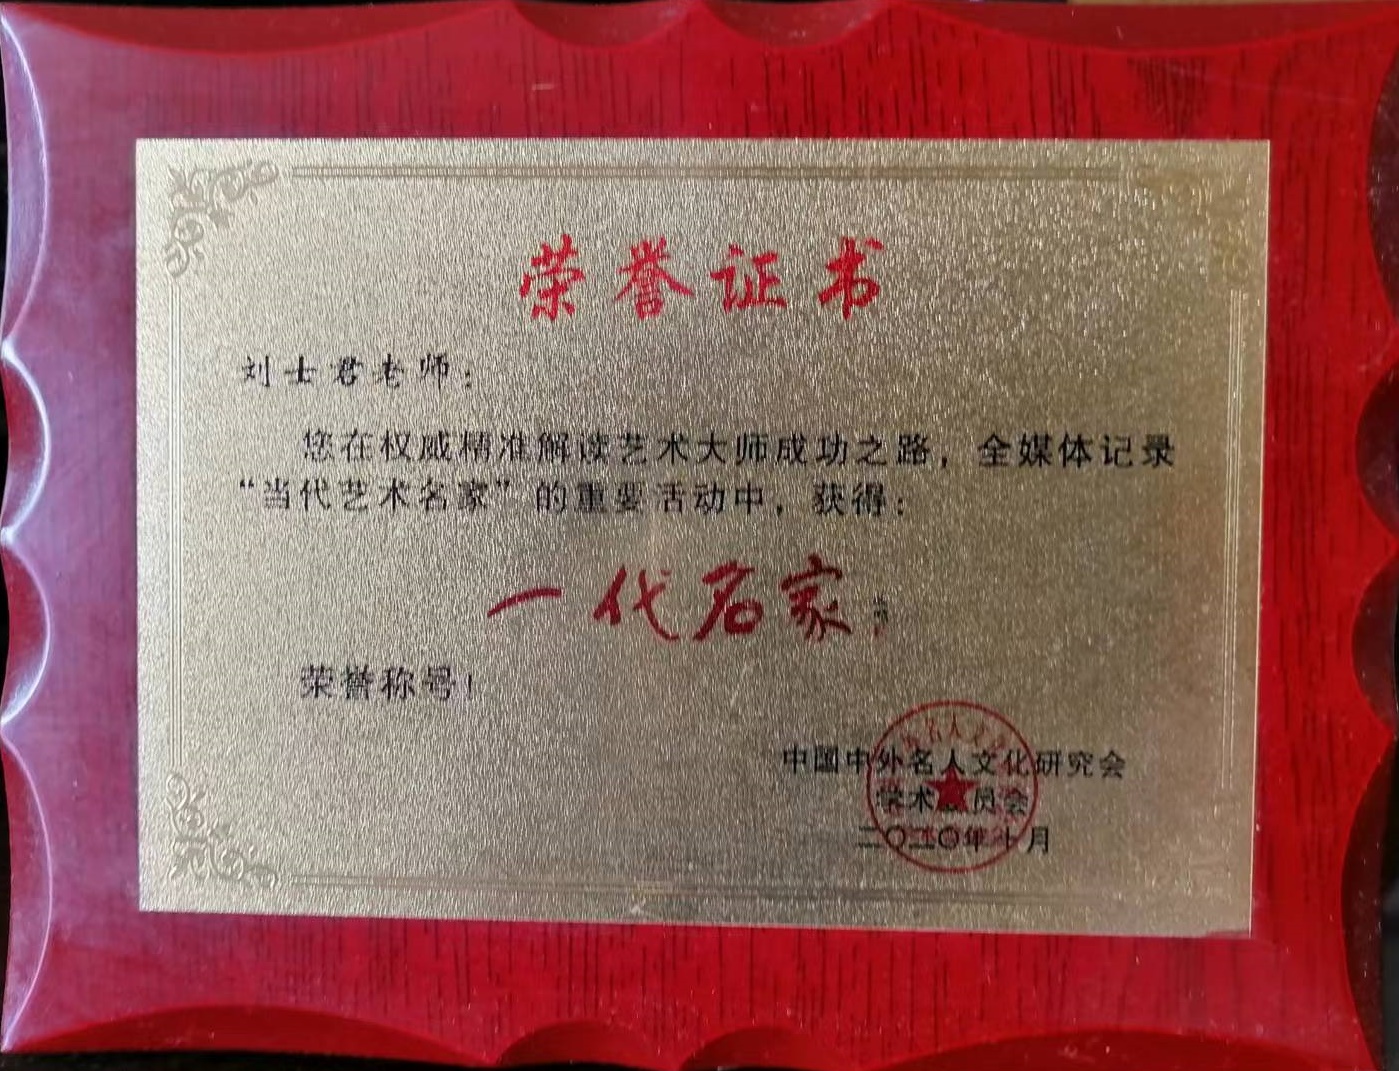 荣誉证书
刘士君老师：
您在权威精准解读艺术大师成功之路，全媒体记录
“当代艺术名家”的重要活动中，获得：
一代名家
荣誉称号！
中国中外名人文化研究会
学术委员会
二〇二〇年十月